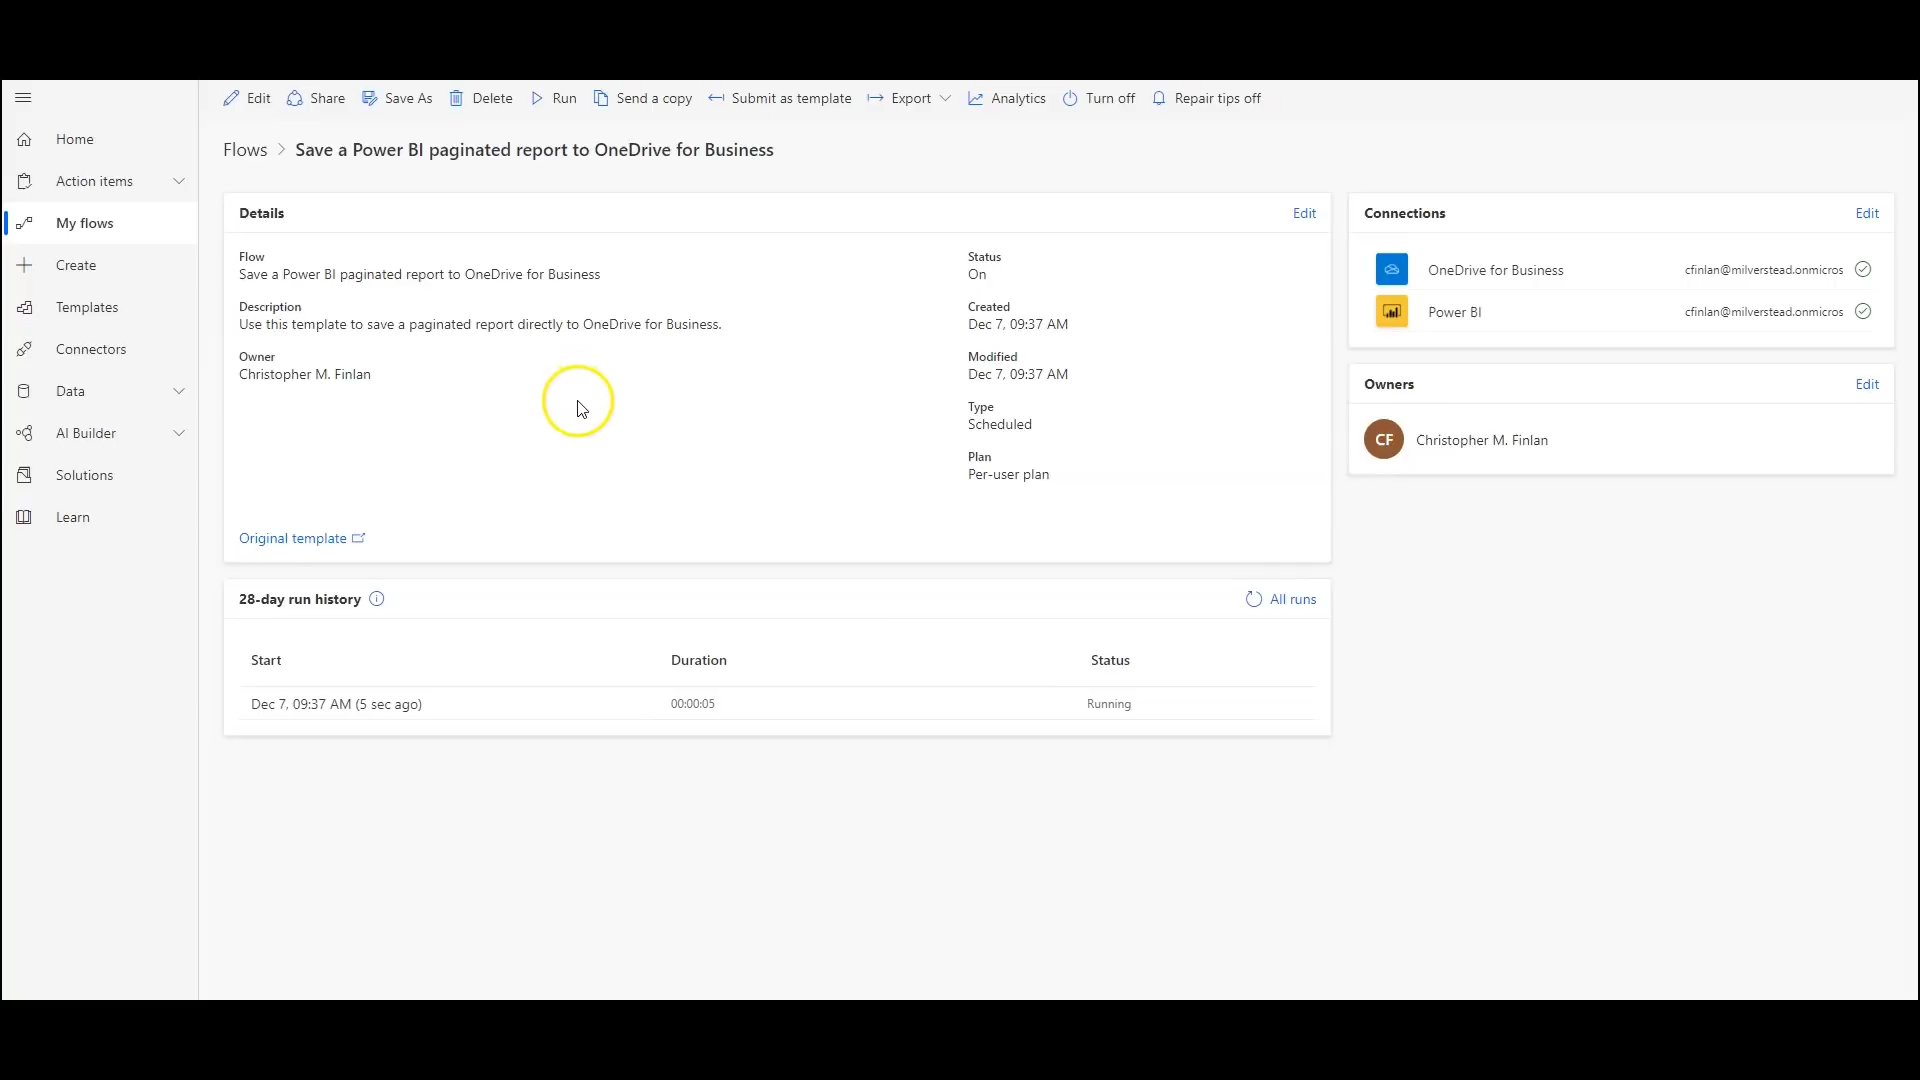 Edit Share Save As Delete Run Send a copy Submit as template Export Analytics Turn off Repair tips off
Home
Action items
My flows
Create
Templates
Connectors
Data
AI Builder
Solutions
Learn
Flows > Save a Power BI paginated report to OneDrive for Business
Details Edit
Flow
Save a Power BI paginated report to OneDrive for Business
Description
Use this template to save a paginated report directly to OneDrive for Business.
Owner
Christopher M. Finlan
Status
On
Created
Dec 7, 09:37 AM
Modified
Dec 7, 09:37 AM
Type
Scheduled
Plan
Per-user plan
Original template
28-day run history All runs
Start Duration Status
Dec 7, 09:37 AM (5 sec ago) 00:00:05 Running
Connections Edit
OneDrive for Business cfinlan@milverstead.onmicros
Power BI cfinlan@milverstead.onmicros
Owners Edit
CF Christopher M. Finlan